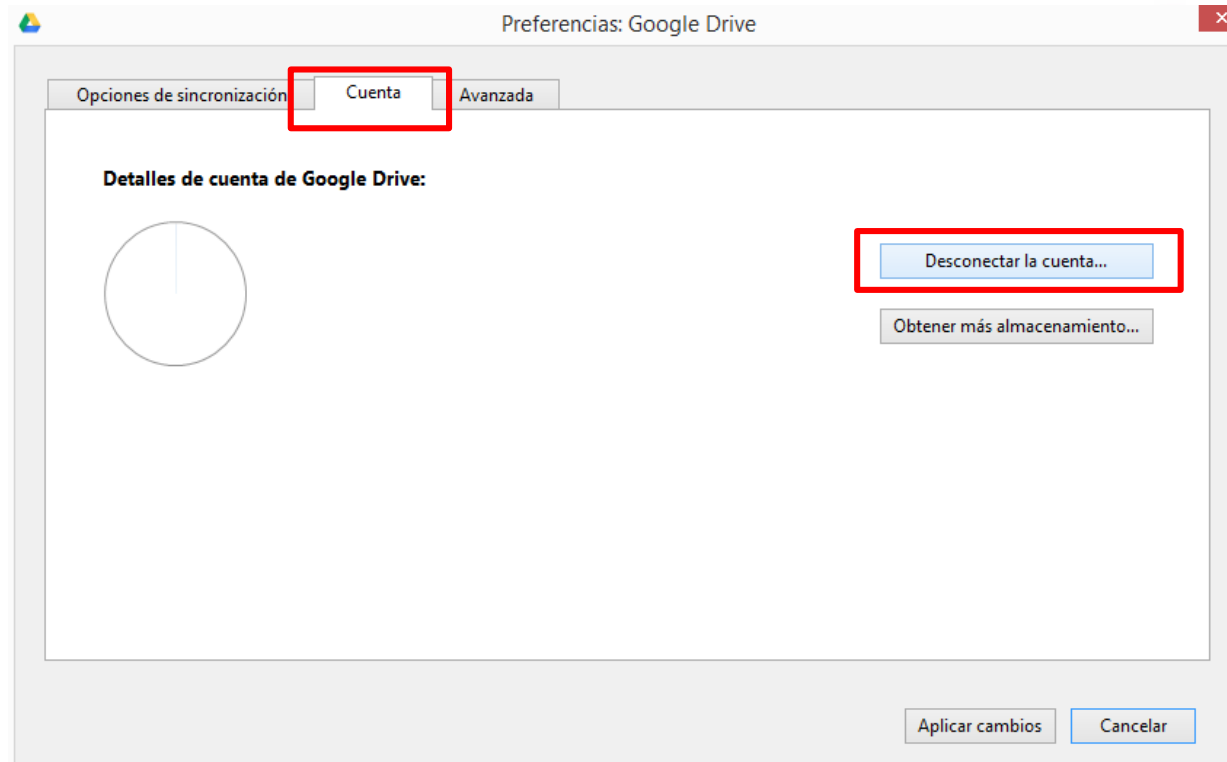 Preferencias: Google Drive
Opciones de sincronización
Cuenta
Avanzada
Detalles de cuenta de Google Drive:
Desconectar la cuenta...
Obtener más almacenamiento...
Aplicar cambios
Cancelar